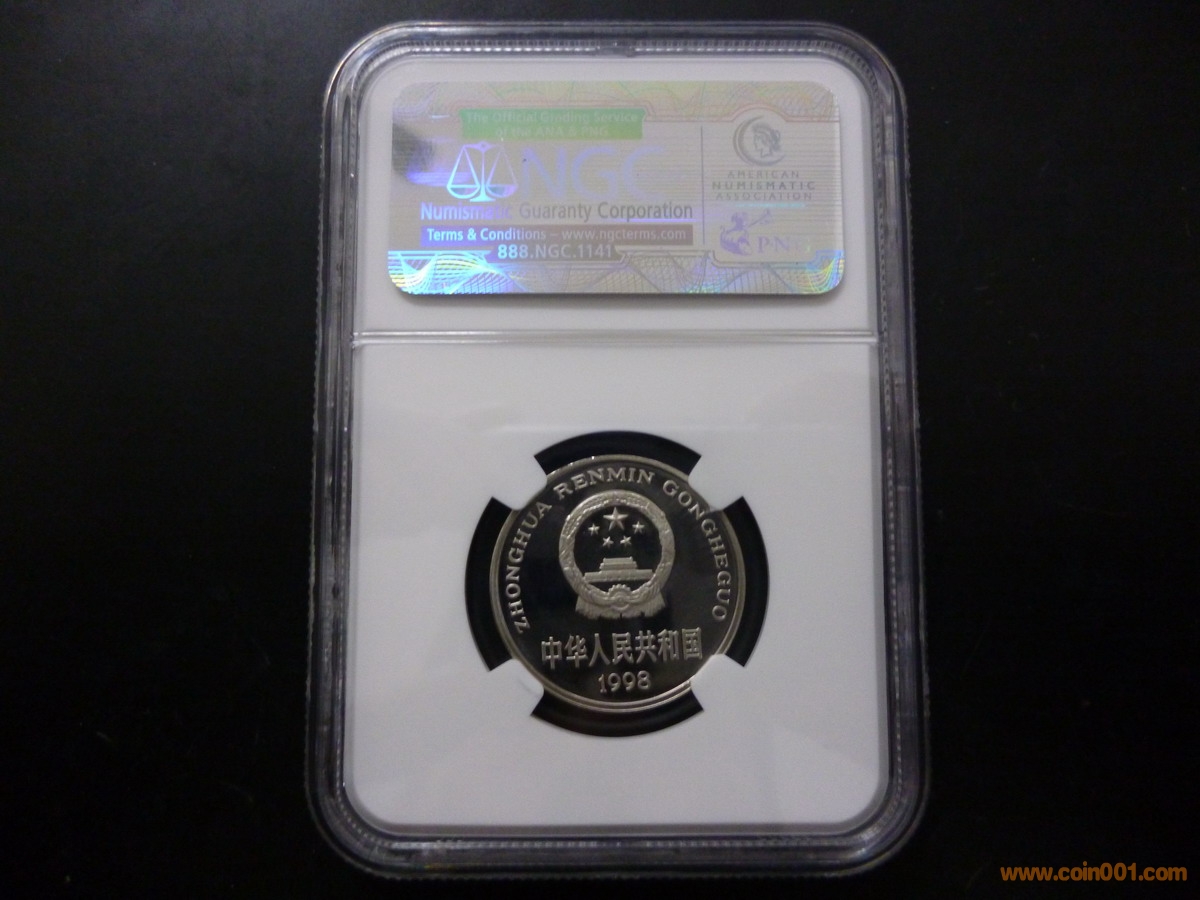 The Official Grading Service
of the ANA & PNG
NGC
Numismatic Guaranty Corporation
Terms & Conditions – www.ngcterms.com
888.NGC.1141
AMERICAN
NUMISMATIC
ASSOCIATION
PNG
ZHONGHUA RENMIN GONGHEGUO
中华人民共和国
1998
www.coin001.com